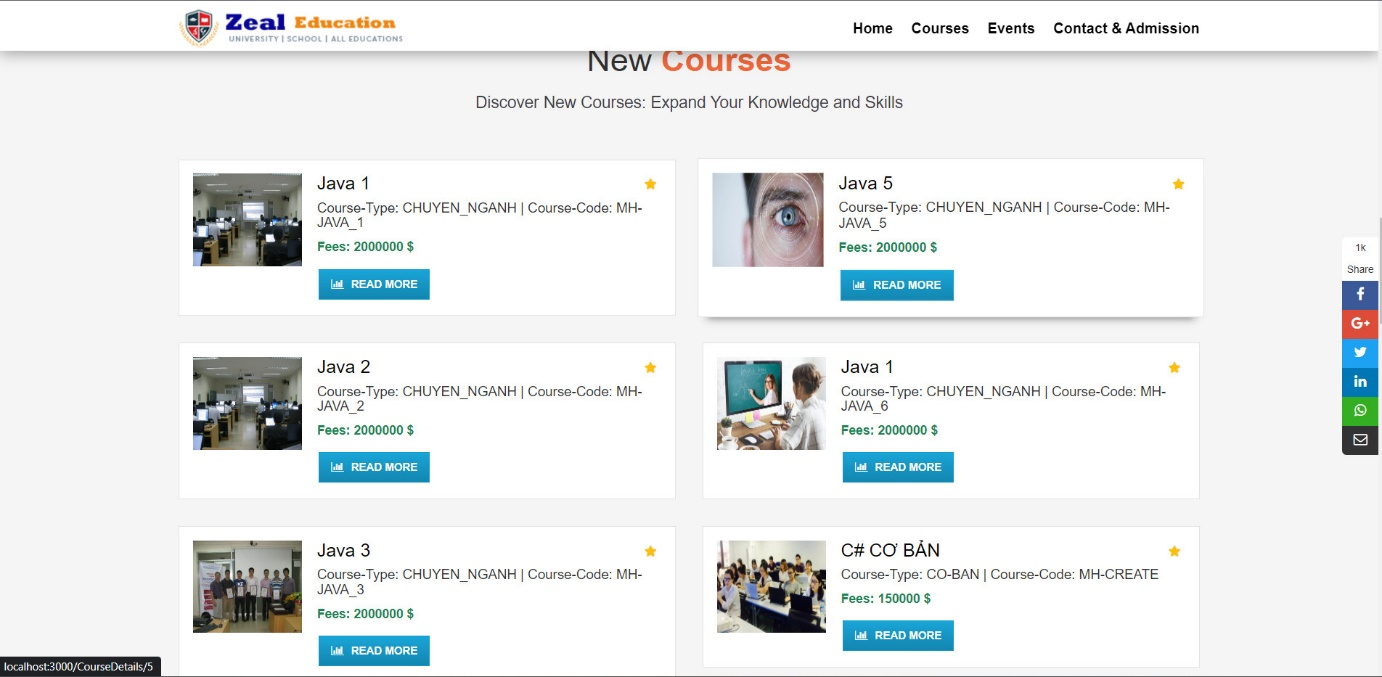 Zeal Education
UNIVERSITY | SCHOOL | ALL EDUCATIONS
Home Courses Events Contact & Admission
New Courses
Discover New Courses: Expand Your Knowledge and Skills
Java 1
Course-Type: CHUYEN_NGANH | Course-Code: MH-
JAVA_1
Fees: 2000000 $
READ MORE
Java 5
Course-Type: CHUYEN_NGANH | Course-Code: MH-
JAVA_5
Fees: 2000000 $
READ MORE
Java 2
Course-Type: CHUYEN_NGANH | Course-Code: MH-
JAVA_2
Fees: 2000000 $
READ MORE
Java 1
Course-Type: CHUYEN_NGANH | Course-Code: MH-
JAVA_6
Fees: 2000000 $
READ MORE
Java 3
Course-Type: CHUYEN_NGANH | Course-Code: MH-
JAVA_3
Fees: 2000000 $
READ MORE
C# CƠ BẢN
Course-Type: CO-BAN | Course-Code: MH-CREATE
Fees: 150000 $
READ MORE
1k
Share
f
G+
in
localhost:3000/CourseDetails/5